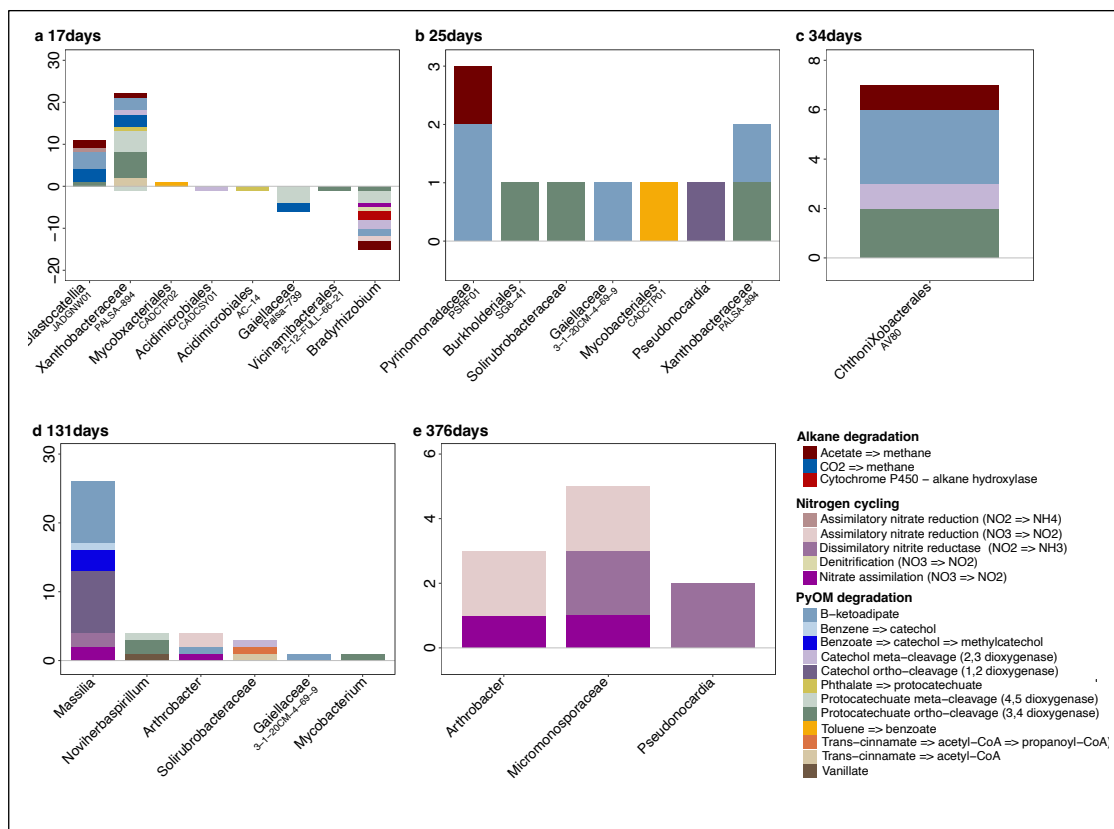 a 17days
30
20
10
0
−10
−20
lastocatellia
JADGNW01
Xanthobacteraceae
PALSA−894
Mycobxacteriales
CADCTP02
Acidimicrobiales
CADCSY01
Acidimicrobiales
AC−14
Gaiellaceae
Palsa−739
Vicinamibacterales
2−12−FULL−66−21
Bradyrhizobium
b 25days
3
2
1
0
Pyrinomonadaceae
PSRF01
Burkholderiales
SG8−41
Solirubrobacteraceae
Gaiellaceae
3−1−20CM−4−69−9
Mycobacteriales
CADCTP01
Pseudonocardia
Xanthobacteraceae
PALSA−894
c 34days
8
6
4
2
0
ChthoniXobacterales
AV80
d 131days
30
20
10
0
Massilia
Noviherbaspirillum
Arthrobacter
Solirubrobacteraceae
Gaiellaceae
3−1−20CM−4−69−9
Mycobacterium
e 376days
6
4
2
0
Arthrobacter
Micromonosporaceae
Pseudonocardia
Alkane degradation
Acetate => methane
CO2 => methane
Cytochrome P450 − alkane hydroxylase
Nitrogen cycling
Assimilatory nitrate reduction (NO2 => NH4)
Assimilatory nitrate reduction (NO3 => NO2)
Dissimilatory nitrite reductase (NO2 => NH3)
Denitrification (NO3 => NO2)
Nitrate assimilation (NO3 => NO2)
PyOM degradation
B−ketoadipate
Benzene => catechol
Benzoate => catechol => methylcatechol
Catechol meta−cleavage (2,3 dioxygenase)
Catechol ortho−cleavage (1,2 dioxygenase)
Phthalate => protocatechuate
Protocatechuate meta−cleavage (4,5 dioxygenase)
Protocatechuate ortho−cleavage (3,4 dioxygenase)
Toluene => benzoate
Trans−cinnamate => acetyl−CoA => propanoyl−CoA)
Trans−cinnamate => acetyl−CoA
Vanillate